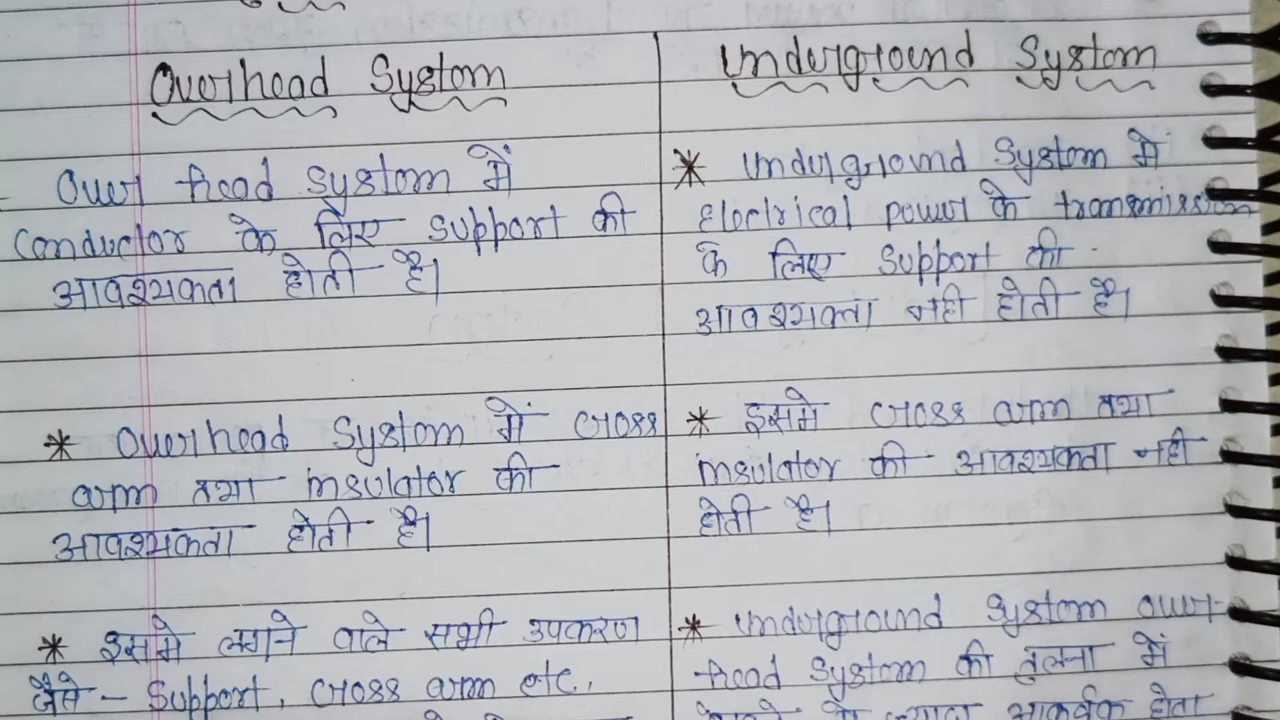 Overhead System
Over head System में
Conductor के लिए support की
आवश्यकता होती है।
* Overhead System में cross
arm तथा insulator की
आवश्यकता होती है।
* इसमे लगने वाले सभी उपकरण
जैसे - Support, cross arm etc.
Underground System
* Underground System में
Electrical power के transmission
के लिए Support की
आवश्यकता नही होती है।
* इसमे cross arm तथा
insulator की आवश्यकता नही
होती है।
* Underground System over-
head System की तुलना में
आकर्षक होता